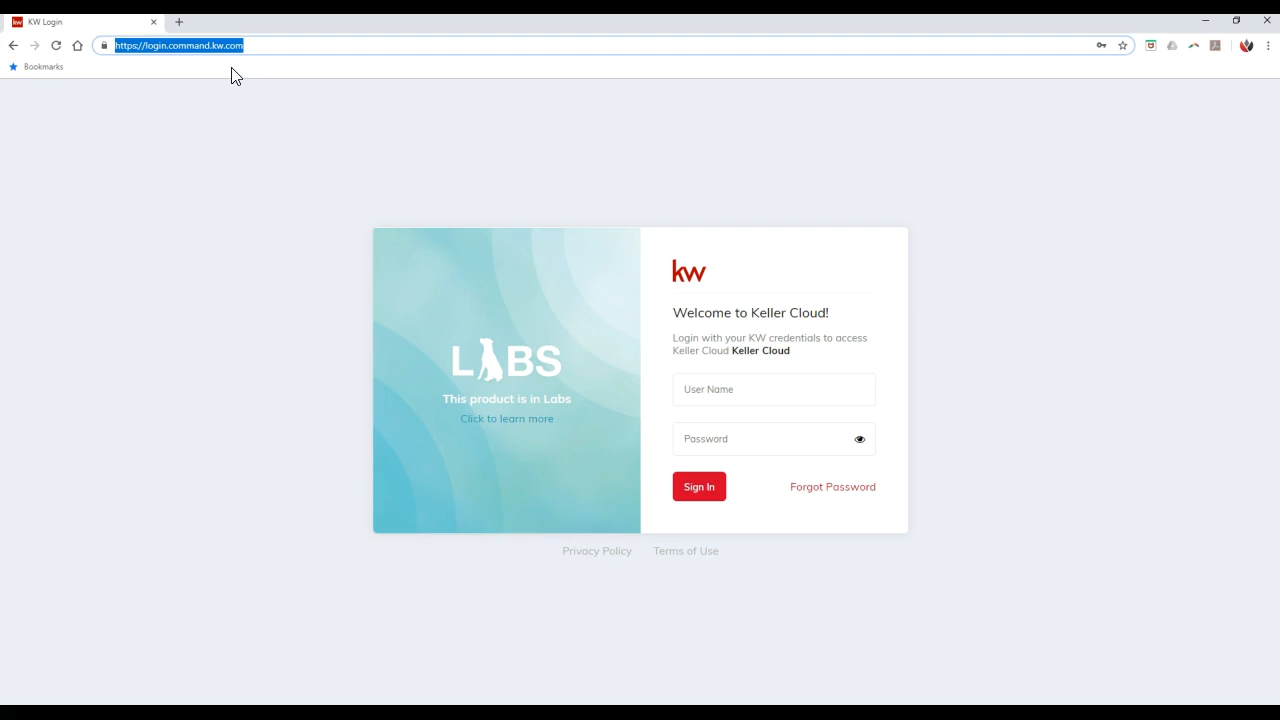 kw KW Login
https://login.command.kw.com
Bookmarks
LABS
This product is in Labs
Click to learn more
kw
Welcome to Keller Cloud!
Login with your KW credentials to access
Keller Cloud Keller Cloud
User Name
Password
Sign In
Forgot Password
Privacy Policy
Terms of Use